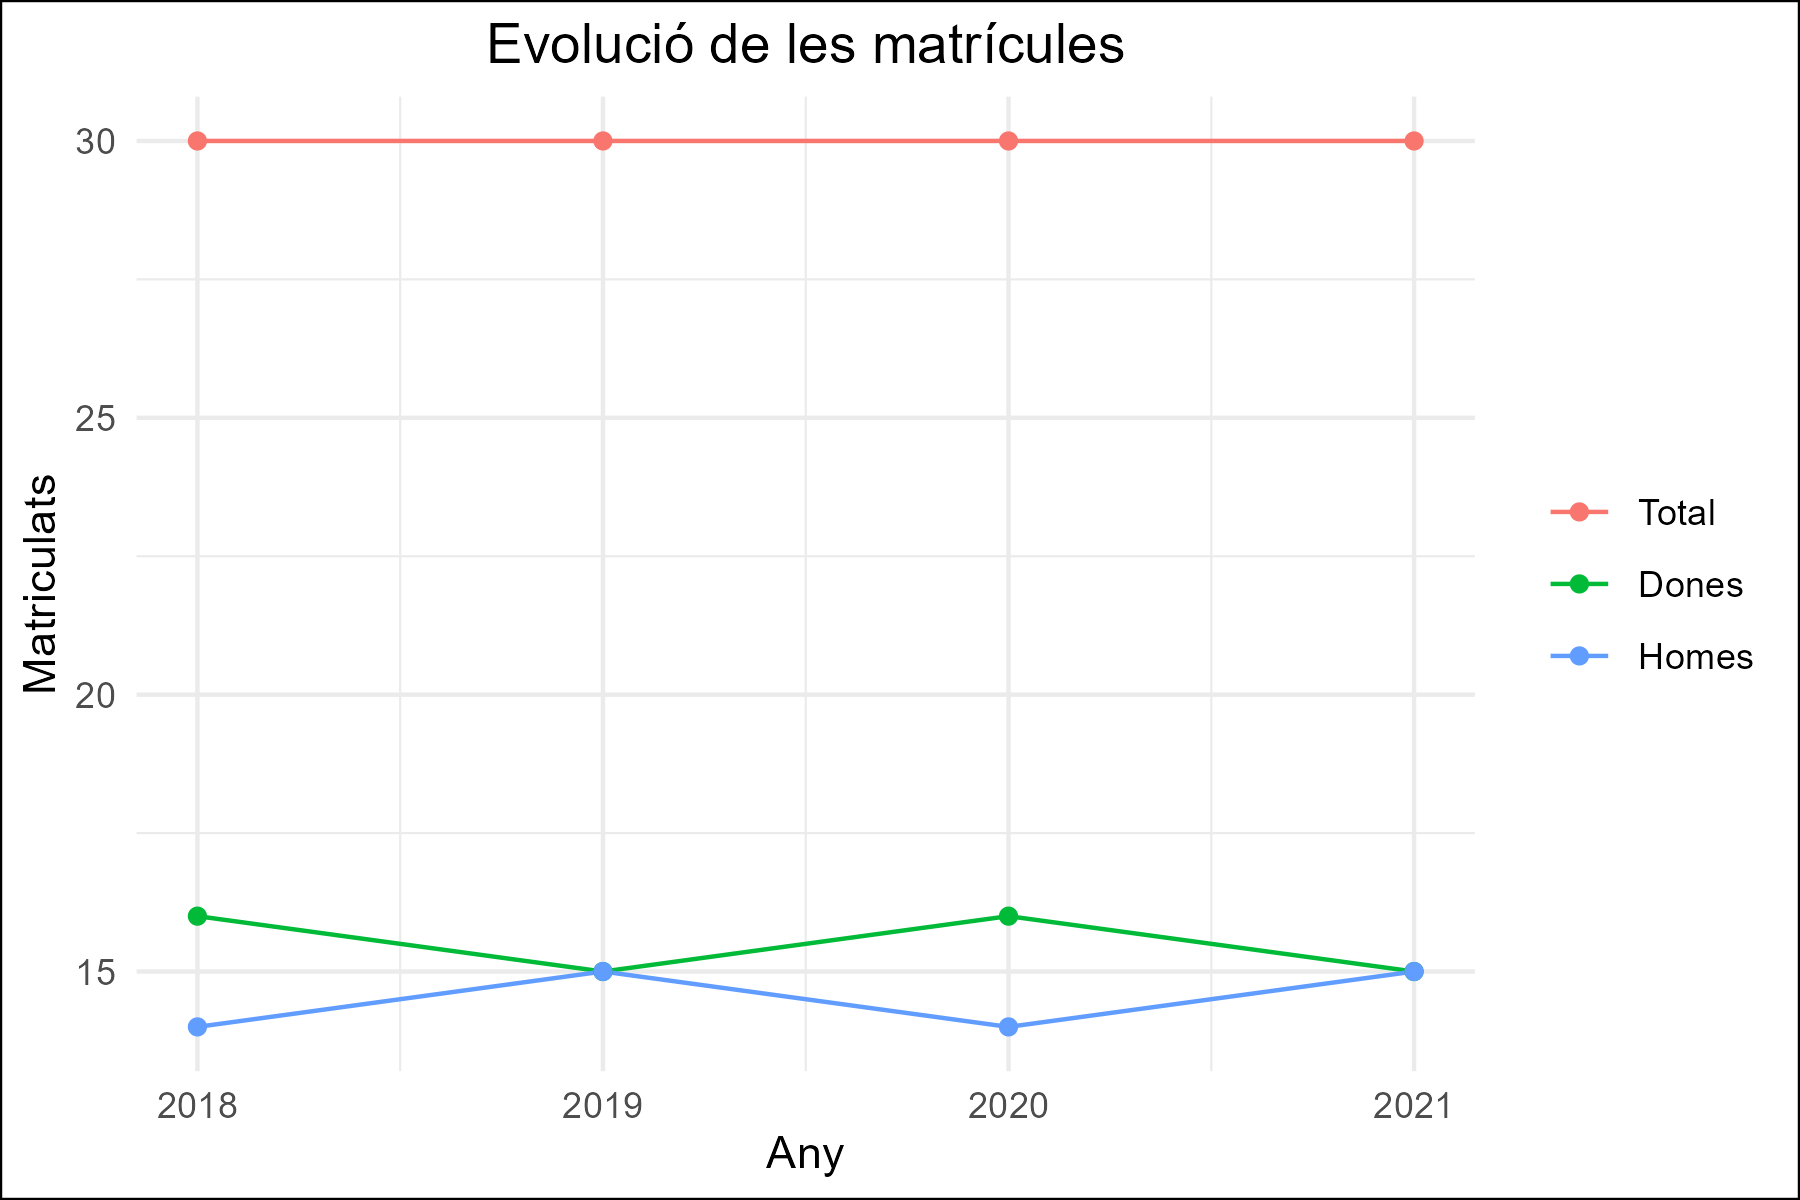 Evolució de les matrícules
30
25
20
15
Matriculats
2018 2019 2020 2021
Any
Total
Dones
Homes